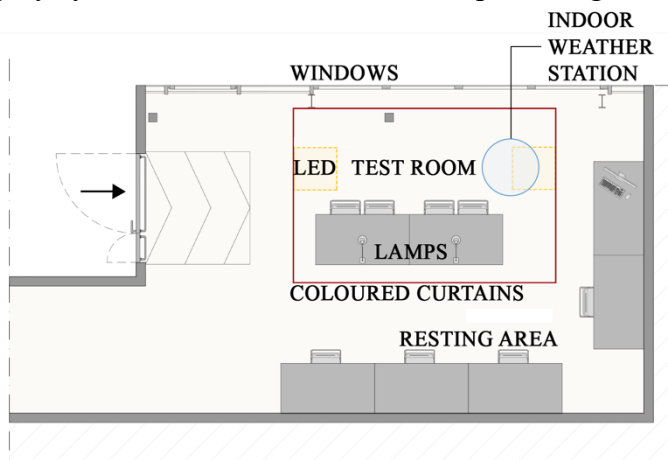 INDOOR
WEATHER
STATION
WINDOWS
LED
TEST ROOM
LAMPS
COLOURED CURTAINS
RESTING AREA